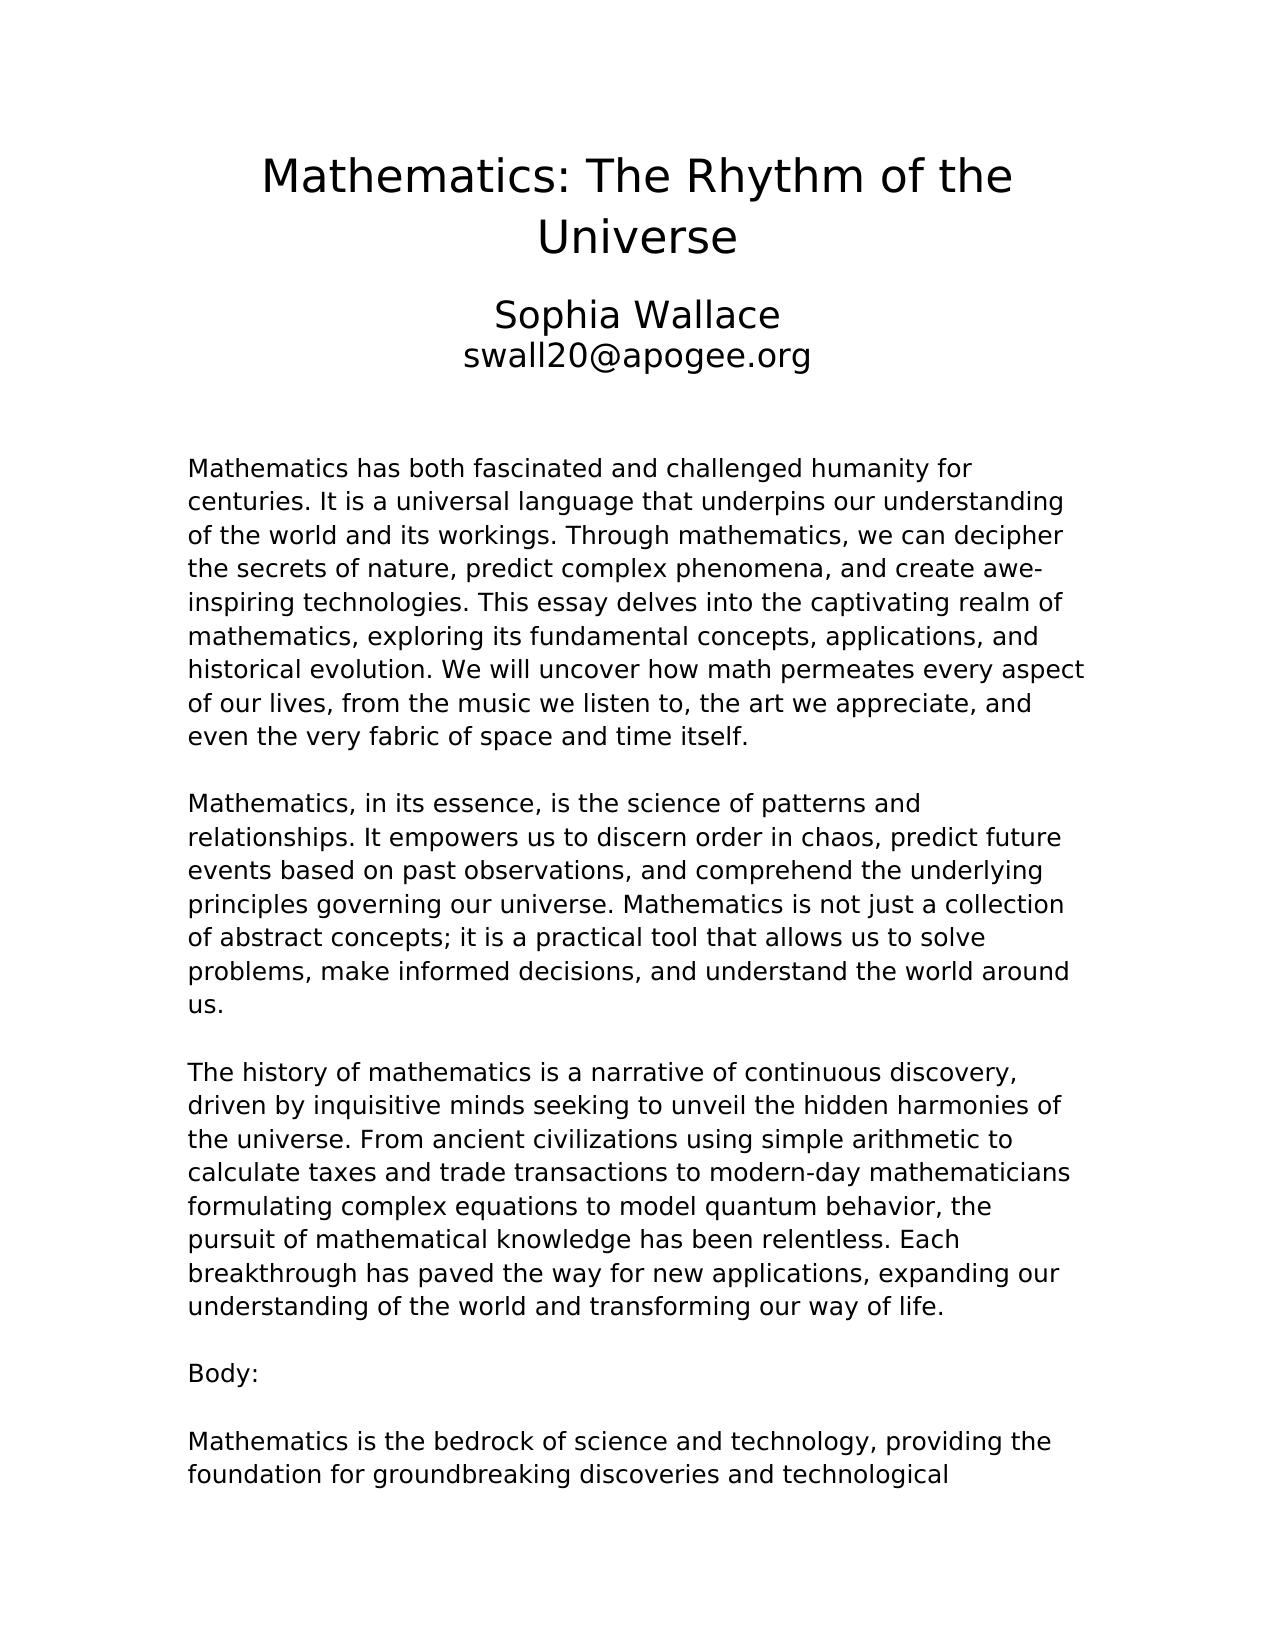 Mathematics: The Rhythm of the
Universe
Sophia Wallace
swall20@apogee.org
Mathematics has both fascinated and challenged humanity for
centuries. It is a universal language that underpins our understanding
of the world and its workings. Through mathematics, we can decipher
the secrets of nature, predict complex phenomena, and create awe-
inspiring technologies. This essay delves into the captivating realm of
mathematics, exploring its fundamental concepts, applications, and
historical evolution. We will uncover how math permeates every aspect
of our lives, from the music we listen to, the art we appreciate, and
even the very fabric of space and time itself.
Mathematics, in its essence, is the science of patterns and
relationships. It empowers us to discern order in chaos, predict future
events based on past observations, and comprehend the underlying
principles governing our universe. Mathematics is not just a collection
of abstract concepts; it is a practical tool that allows us to solve
problems, make informed decisions, and understand the world around
us.
The history of mathematics is a narrative of continuous discovery,
driven by inquisitive minds seeking to unveil the hidden harmonies of
the universe. From ancient civilizations using simple arithmetic to
calculate taxes and trade transactions to modern-day mathematicians
formulating complex equations to model quantum behavior, the
pursuit of mathematical knowledge has been relentless. Each
breakthrough has paved the way for new applications, expanding our
understanding of the world and transforming our way of life.
Body:
Mathematics is the bedrock of science and technology, providing the
foundation for groundbreaking discoveries and technological